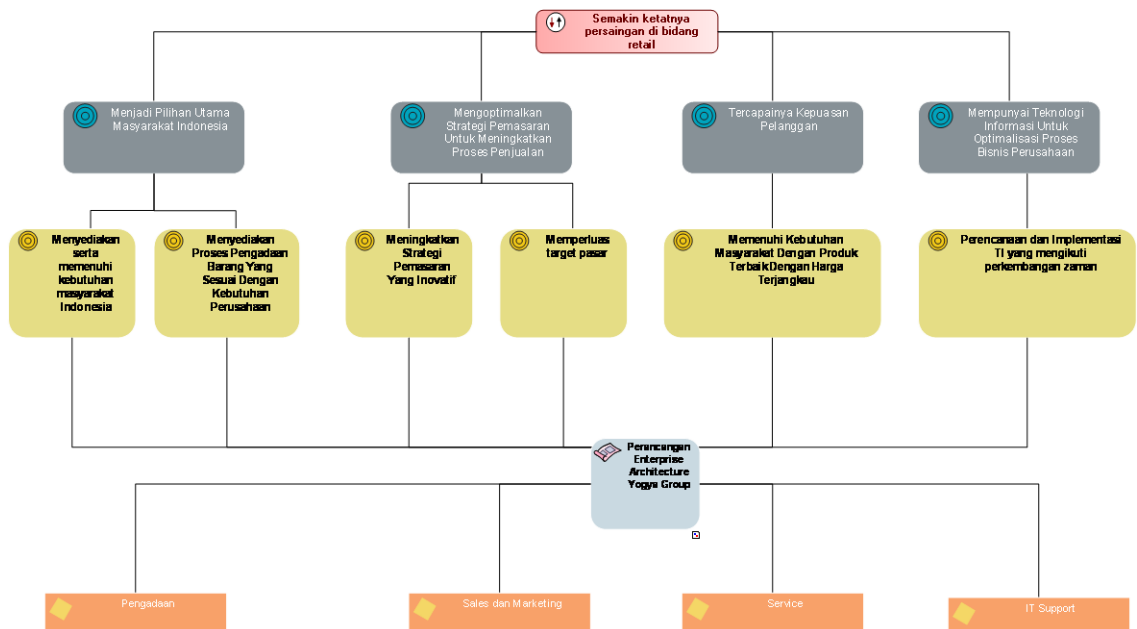 Semakin ketatnya
persaingan di bidang
retail
Menjadi Pilihan Utama
Masyarakat Indonesia
Mengoptimalkan
Strategi Pemasaran
Untuk Meningkatkan
Proses Penjualan
Tercapainya Kepuasan
Pelanggan
Mempunyai Teknologi
Informasi Untuk
Optimalisasi Proses
Bisnis Perusahaan
Menyediakan
serta
memenuhi
kebutuhan
masyarakat
Indonesia
Menyediakan
Proses Pengadaan
Barang Yang
Sesuai Dengan
Kebutuhan
Perusahaan
Meningkatkan
Strategi
Pemasaran
Yang Inovatif
Memperluas
target pasar
Memenuhi Kebutuhan
Masyarakat Dengan Produk
Terbaik Dengan Harga
Terjangkau
Perencanaan dan Implementasi
TI yang mengikuti
perkembangan zaman
Perancangan
Enterprise
Architecture
Yogya Group
Pengadaan
Sales dan Marketing
Service
IT Support